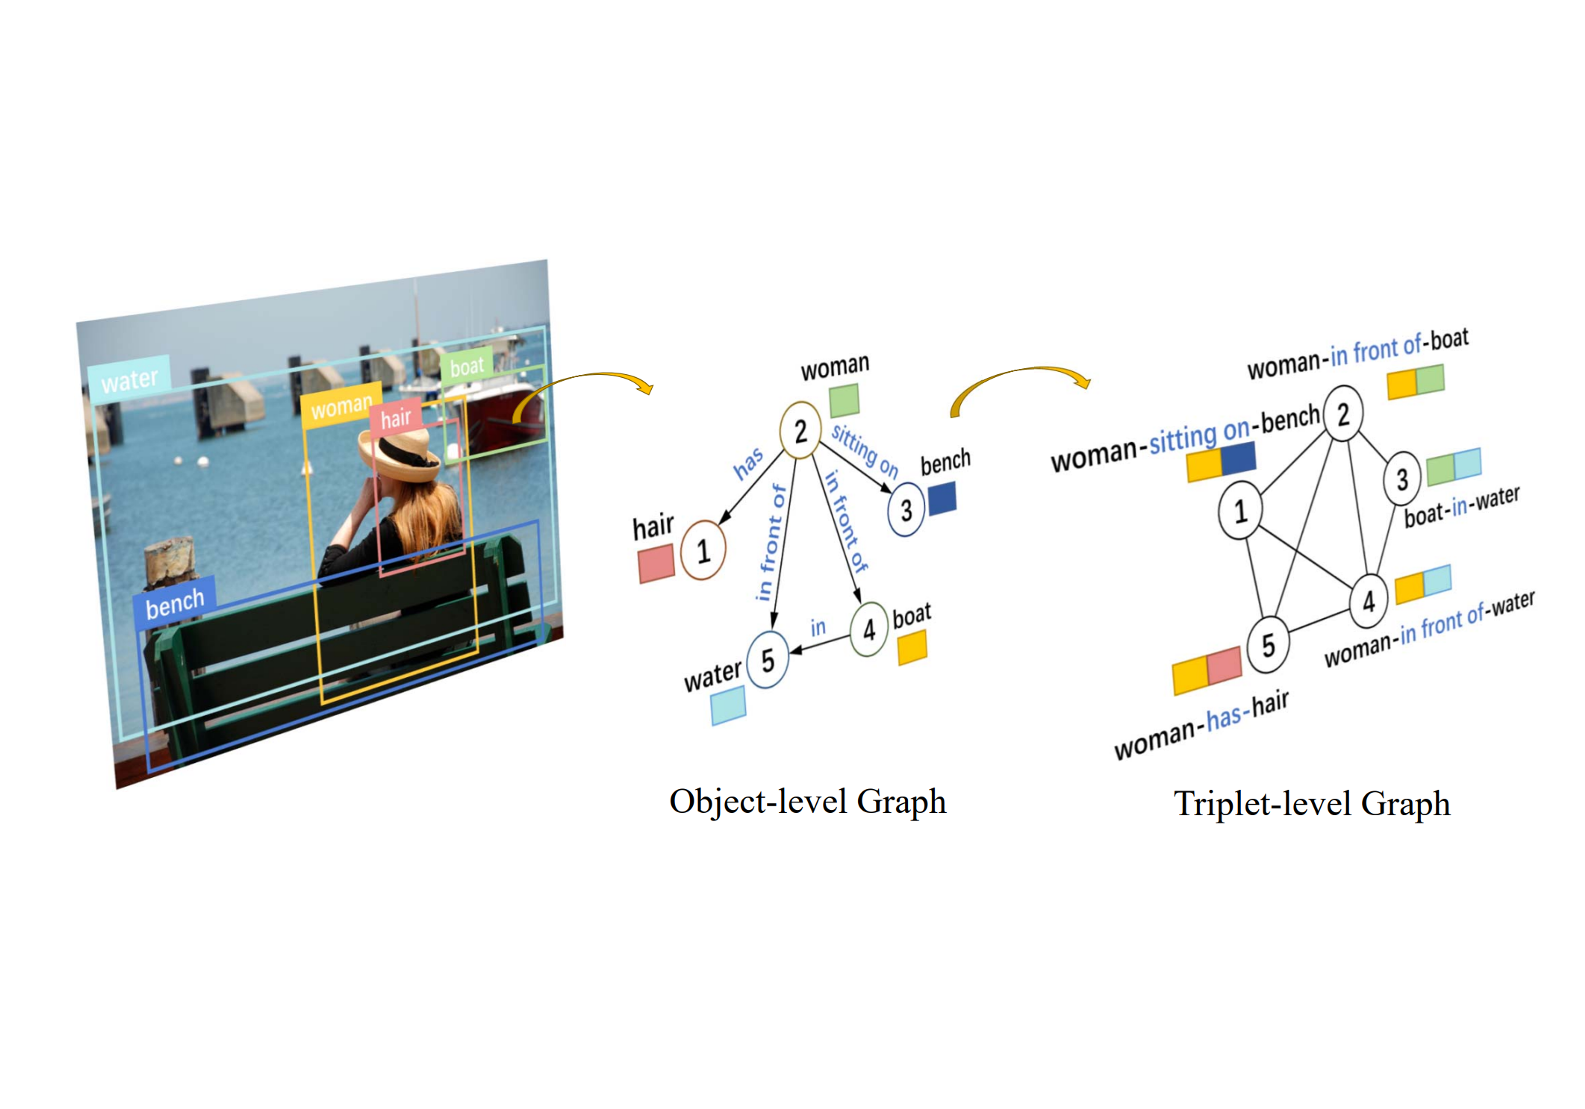 water
woman
hair
boat
bench
woman
2
has
sitting on
in front of
in front of
bench
3
hair
1
in
4
boat
water
5
Object-level Graph
woman-in front of-boat
2
woman-sitting on-bench
1
3
boat-in-water
4
woman-in front of-water
5
woman-has-hair
Triplet-level Graph